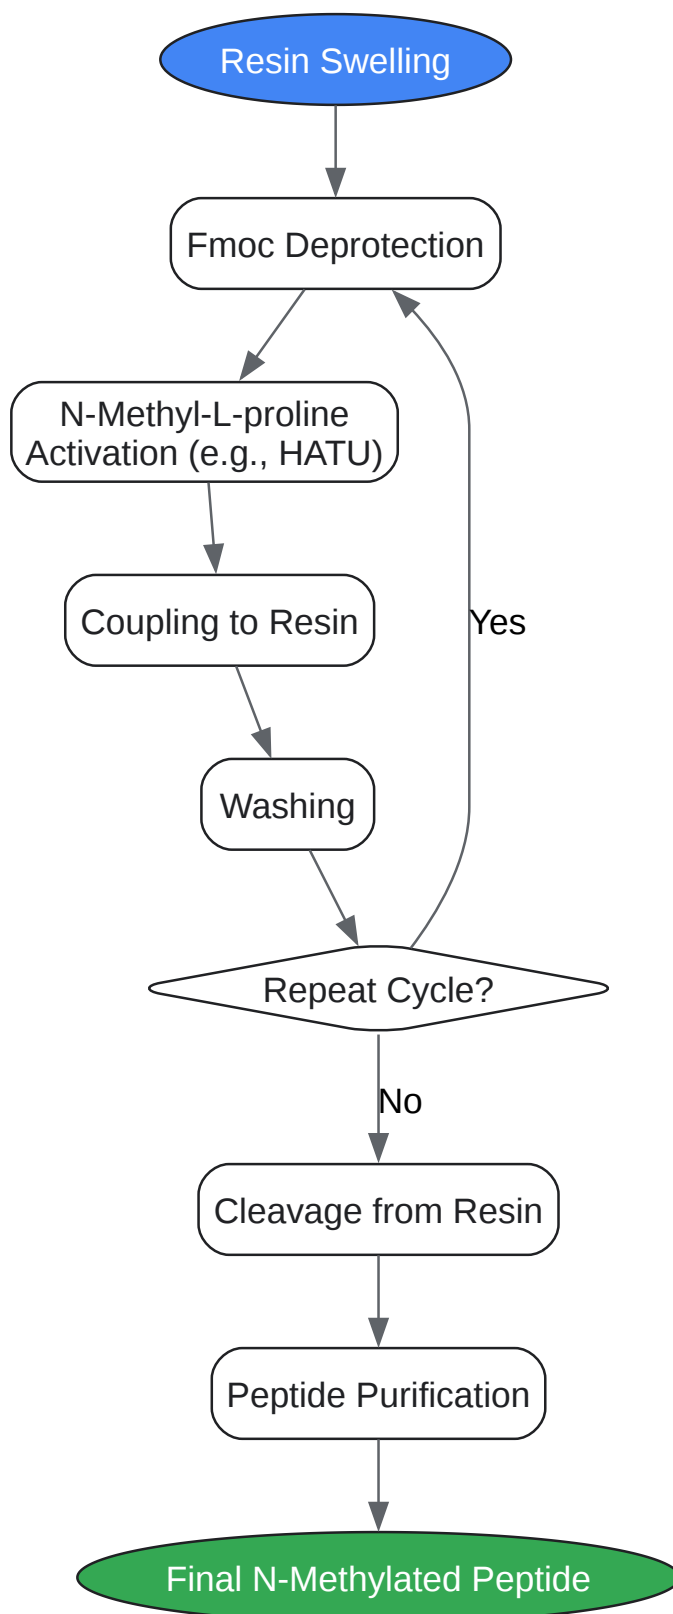 Resin Swelling
Fmoc Deprotection
N-Methyl-L-proline
Activation (e.g., HATU)
Coupling to Resin
Yes
Washing
Repeat Cycle?
No
Cleavage from Resin
Peptide Purification
Final N-Methylated Peptide